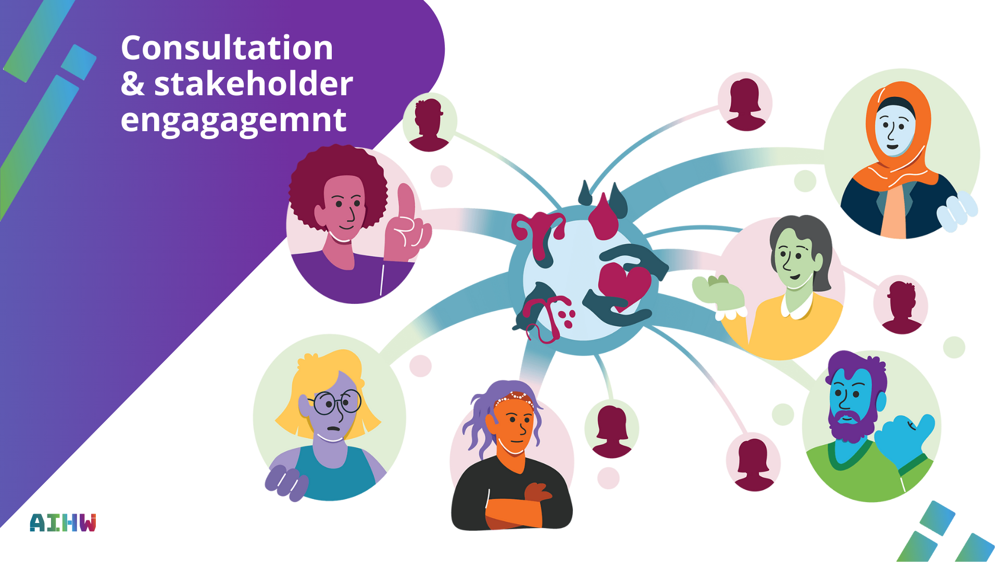 Consultation
& stakeholder
engagagemnt
AIHW